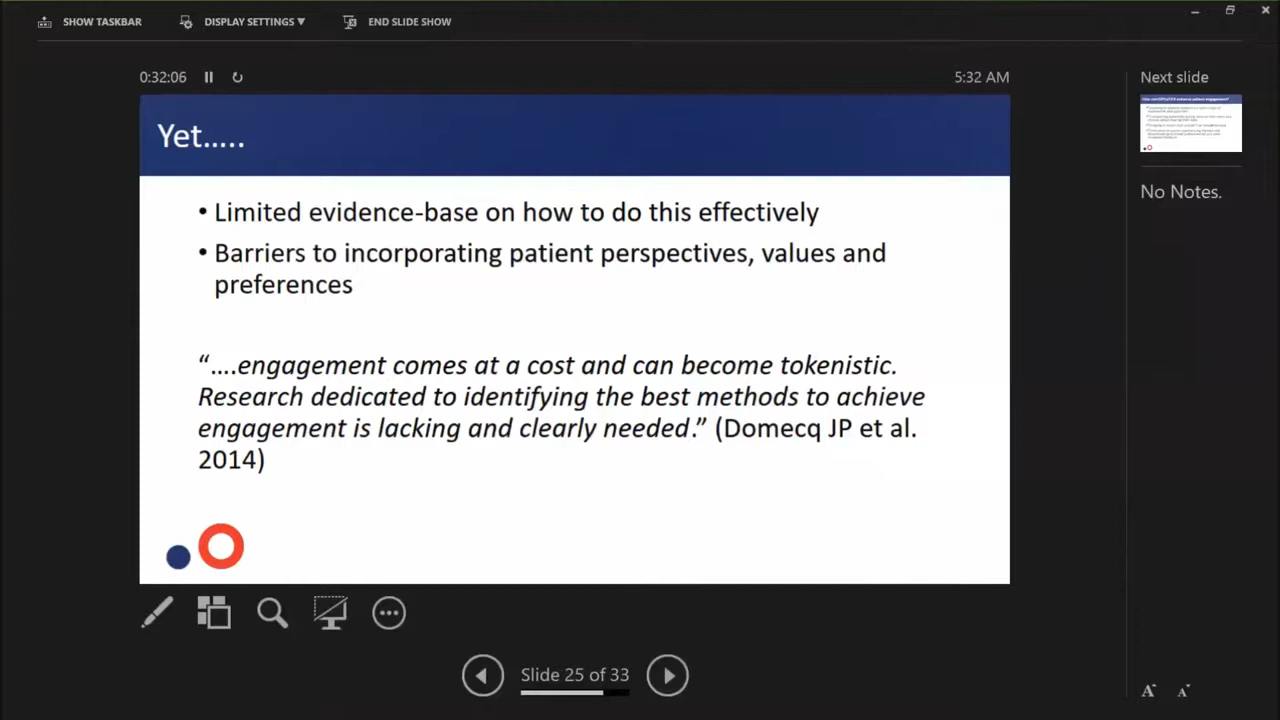 SHOW TASKBAR
DISPLAY SETTINGS ▼
END SLIDE SHOW
0:32:06
5:32 AM
Next slide
Yet…..
• Limited evidence-base on how to do this effectively
• Barriers to incorporating patient perspectives, values and
preferences
“….engagement comes at a cost and can become tokenistic.
Research dedicated to identifying the best methods to achieve
engagement is lacking and clearly needed.” (Domecq JP et al.
2014)
No Notes.
Slide 25 of 33
A A